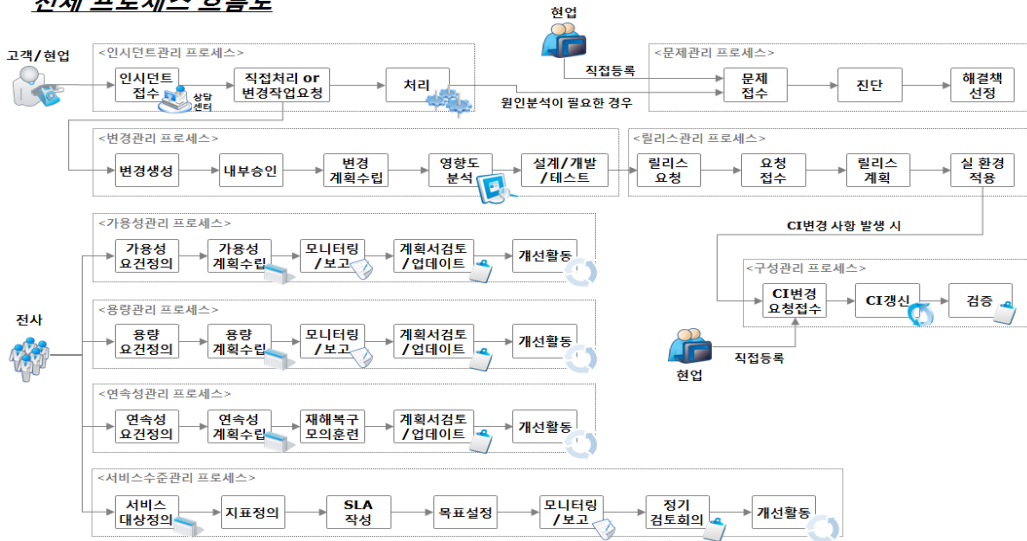 전체 프로세스 흐름도
현업
고객/현업
<인시던트관리 프로세스>
인시던트
접수
상담
센터
직접처리 or
변경작업요청
처리
직접등록
원인분석이 필요한 경우
<문제관리 프로세스>
문제
접수
진단
해결책
선정
<변경관리 프로세스>
변경생성
내부승인
변경
계획수립
영향도
분석
설계/개발
/테스트
<릴리스관리 프로세스>
릴리스
요청
요청
접수
릴리스
계획
실 환경
적용
CI변경 사항 발생 시
<가용성관리 프로세스>
가용성
요건정의
가용성
계획수립
모니터링
/보고
계획서검토
/업데이트
개선활동
<구성관리 프로세스>
CI변경
요청접수
CI갱신
검증
직접등록
현업
전사
<용량관리 프로세스>
용량
요건정의
용량
계획수립
모니터링
/보고
계획서검토
/업데이트
개선활동
<연속성관리 프로세스>
연속성
요건정의
연속성
계획수립
재해복구
모의훈련
계획서검토
/업데이트
개선활동
<서비스수준관리 프로세스>
서비스
대상정의
지표정의
SLA
작성
목표설정
모니터링
/보고
정기
검토회의
개선활동